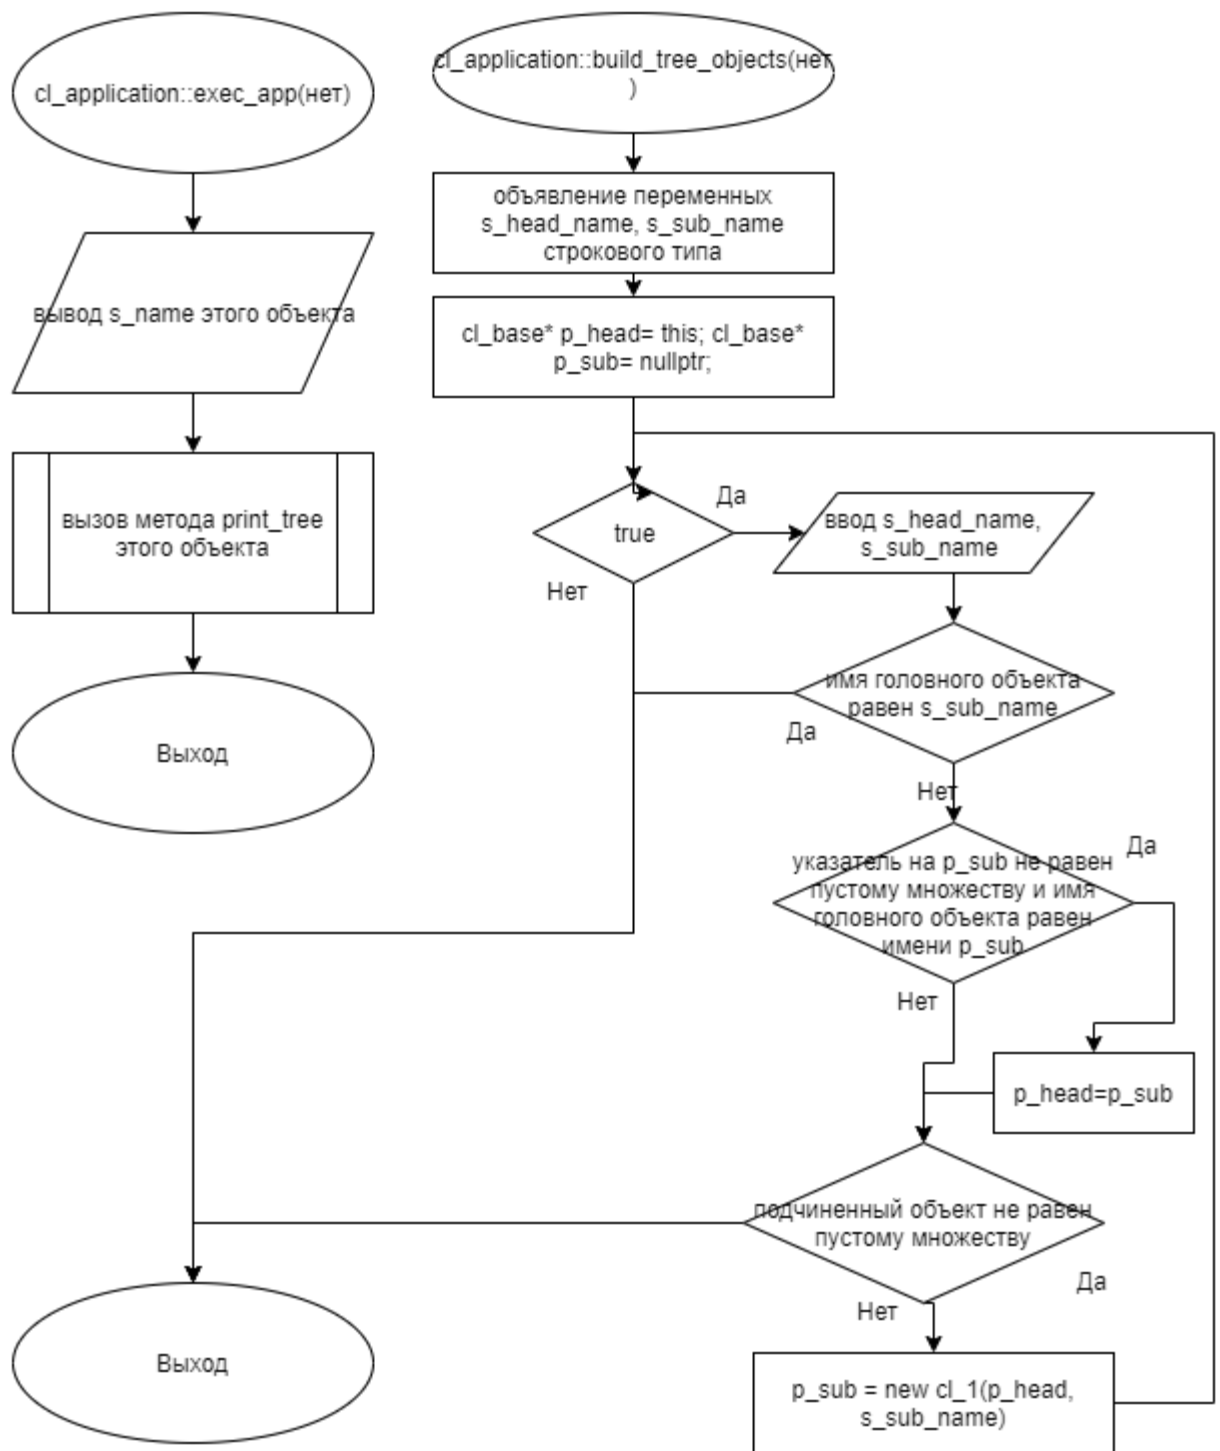 cl_application::exec_app(нет)
вывод s_name этого объекта
вызов метода print_tree
этого объекта
Выход
cl_application::build_tree_objects(нет
)
объявление переменных
s_head_name, s_sub_name
строкового типа
cl_base* p_head= this; cl_base*
p_sub= nullptr;
true
Да
Нет
ввод s_head_name,
s_sub_name
имя головного объекта
равен s_sub_name
Да
Нет
указатель на p_sub не равен
пустому множеству и имя
головного объекта равен
имени p_sub
Да
Нет
p_head=p_sub
подчиненный объект не равен
пустому множеству
Да
Нет
p_sub = new cl_1(p_head,
s_sub_name)
Выход